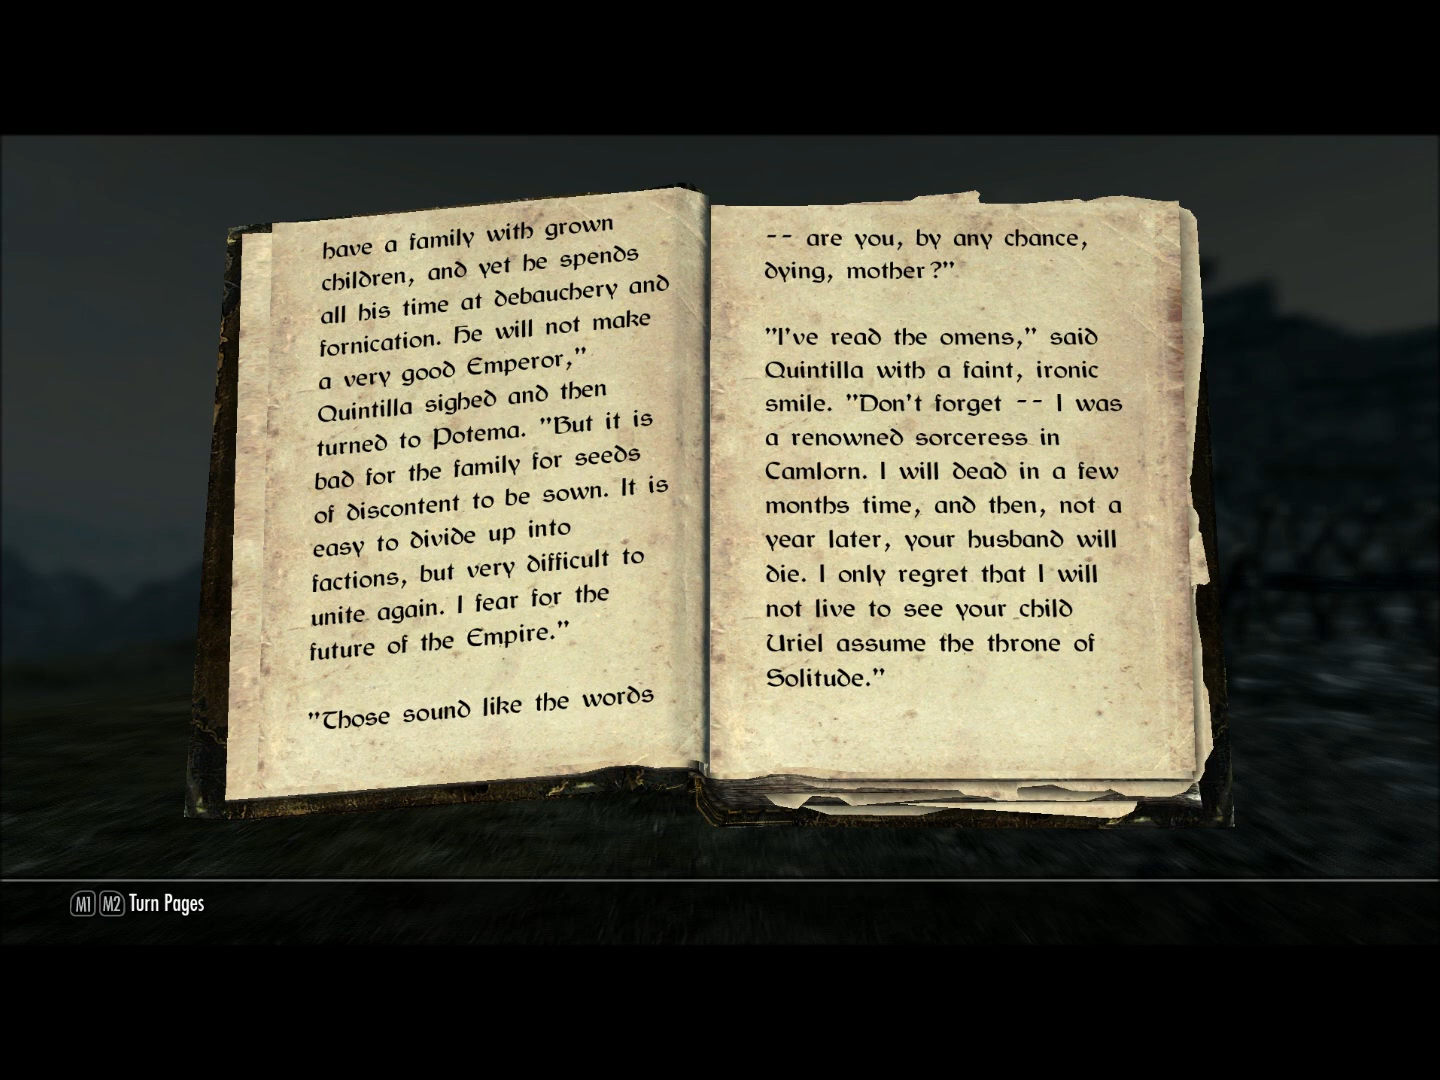 have a family with grown
children, and yet he spends
all his time at debauchery and
fornication. He will not make
a very good Emperor,"
Quintilla sighed and then
turned to Potema. "But it is
bad for the family for seeds
of discontent to be sown. It is
easy to divide up into
factions, but very difficult to
unite again. I fear for the
future of the Empire."
"Those sound like the words
-- are you, by any chance,
dying, mother?"
"I've read the omens," said
Quintilla with a faint, ironic
smile. "Don't forget -- I was
a renowned sorceress in
Camlorn. I will dead in a few
months time, and then, not a
year later, your husband will
die. I only regret that I will
not live to see your child
Uriel assume the throne of
Solitude."
M1 M2 Turn Pages